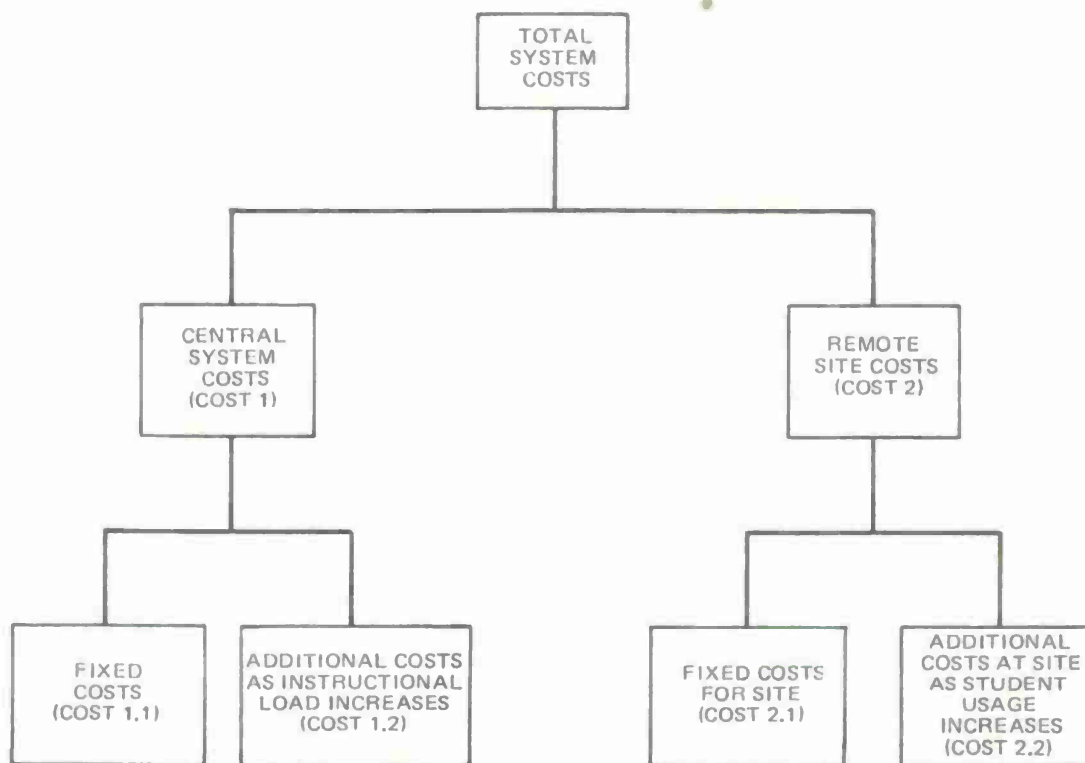 TOTAL
SYSTEM
COSTS
CENTRAL
SYSTEM
COSTS
(COST 1)
REMOTE
SITE COSTS
(COST 2)
FIXED
COSTS
(COST 1.1)
ADDITIONAL COSTS
AS INSTRUCTIONAL
LOAD INCREASES
(COST 1.2)
FIXED COSTS
FOR SITE
(COST 2.1)
ADDITIONAL
COSTS AT SITE
AS STUDENT
USAGE
INCREASES
(COST 2.2)